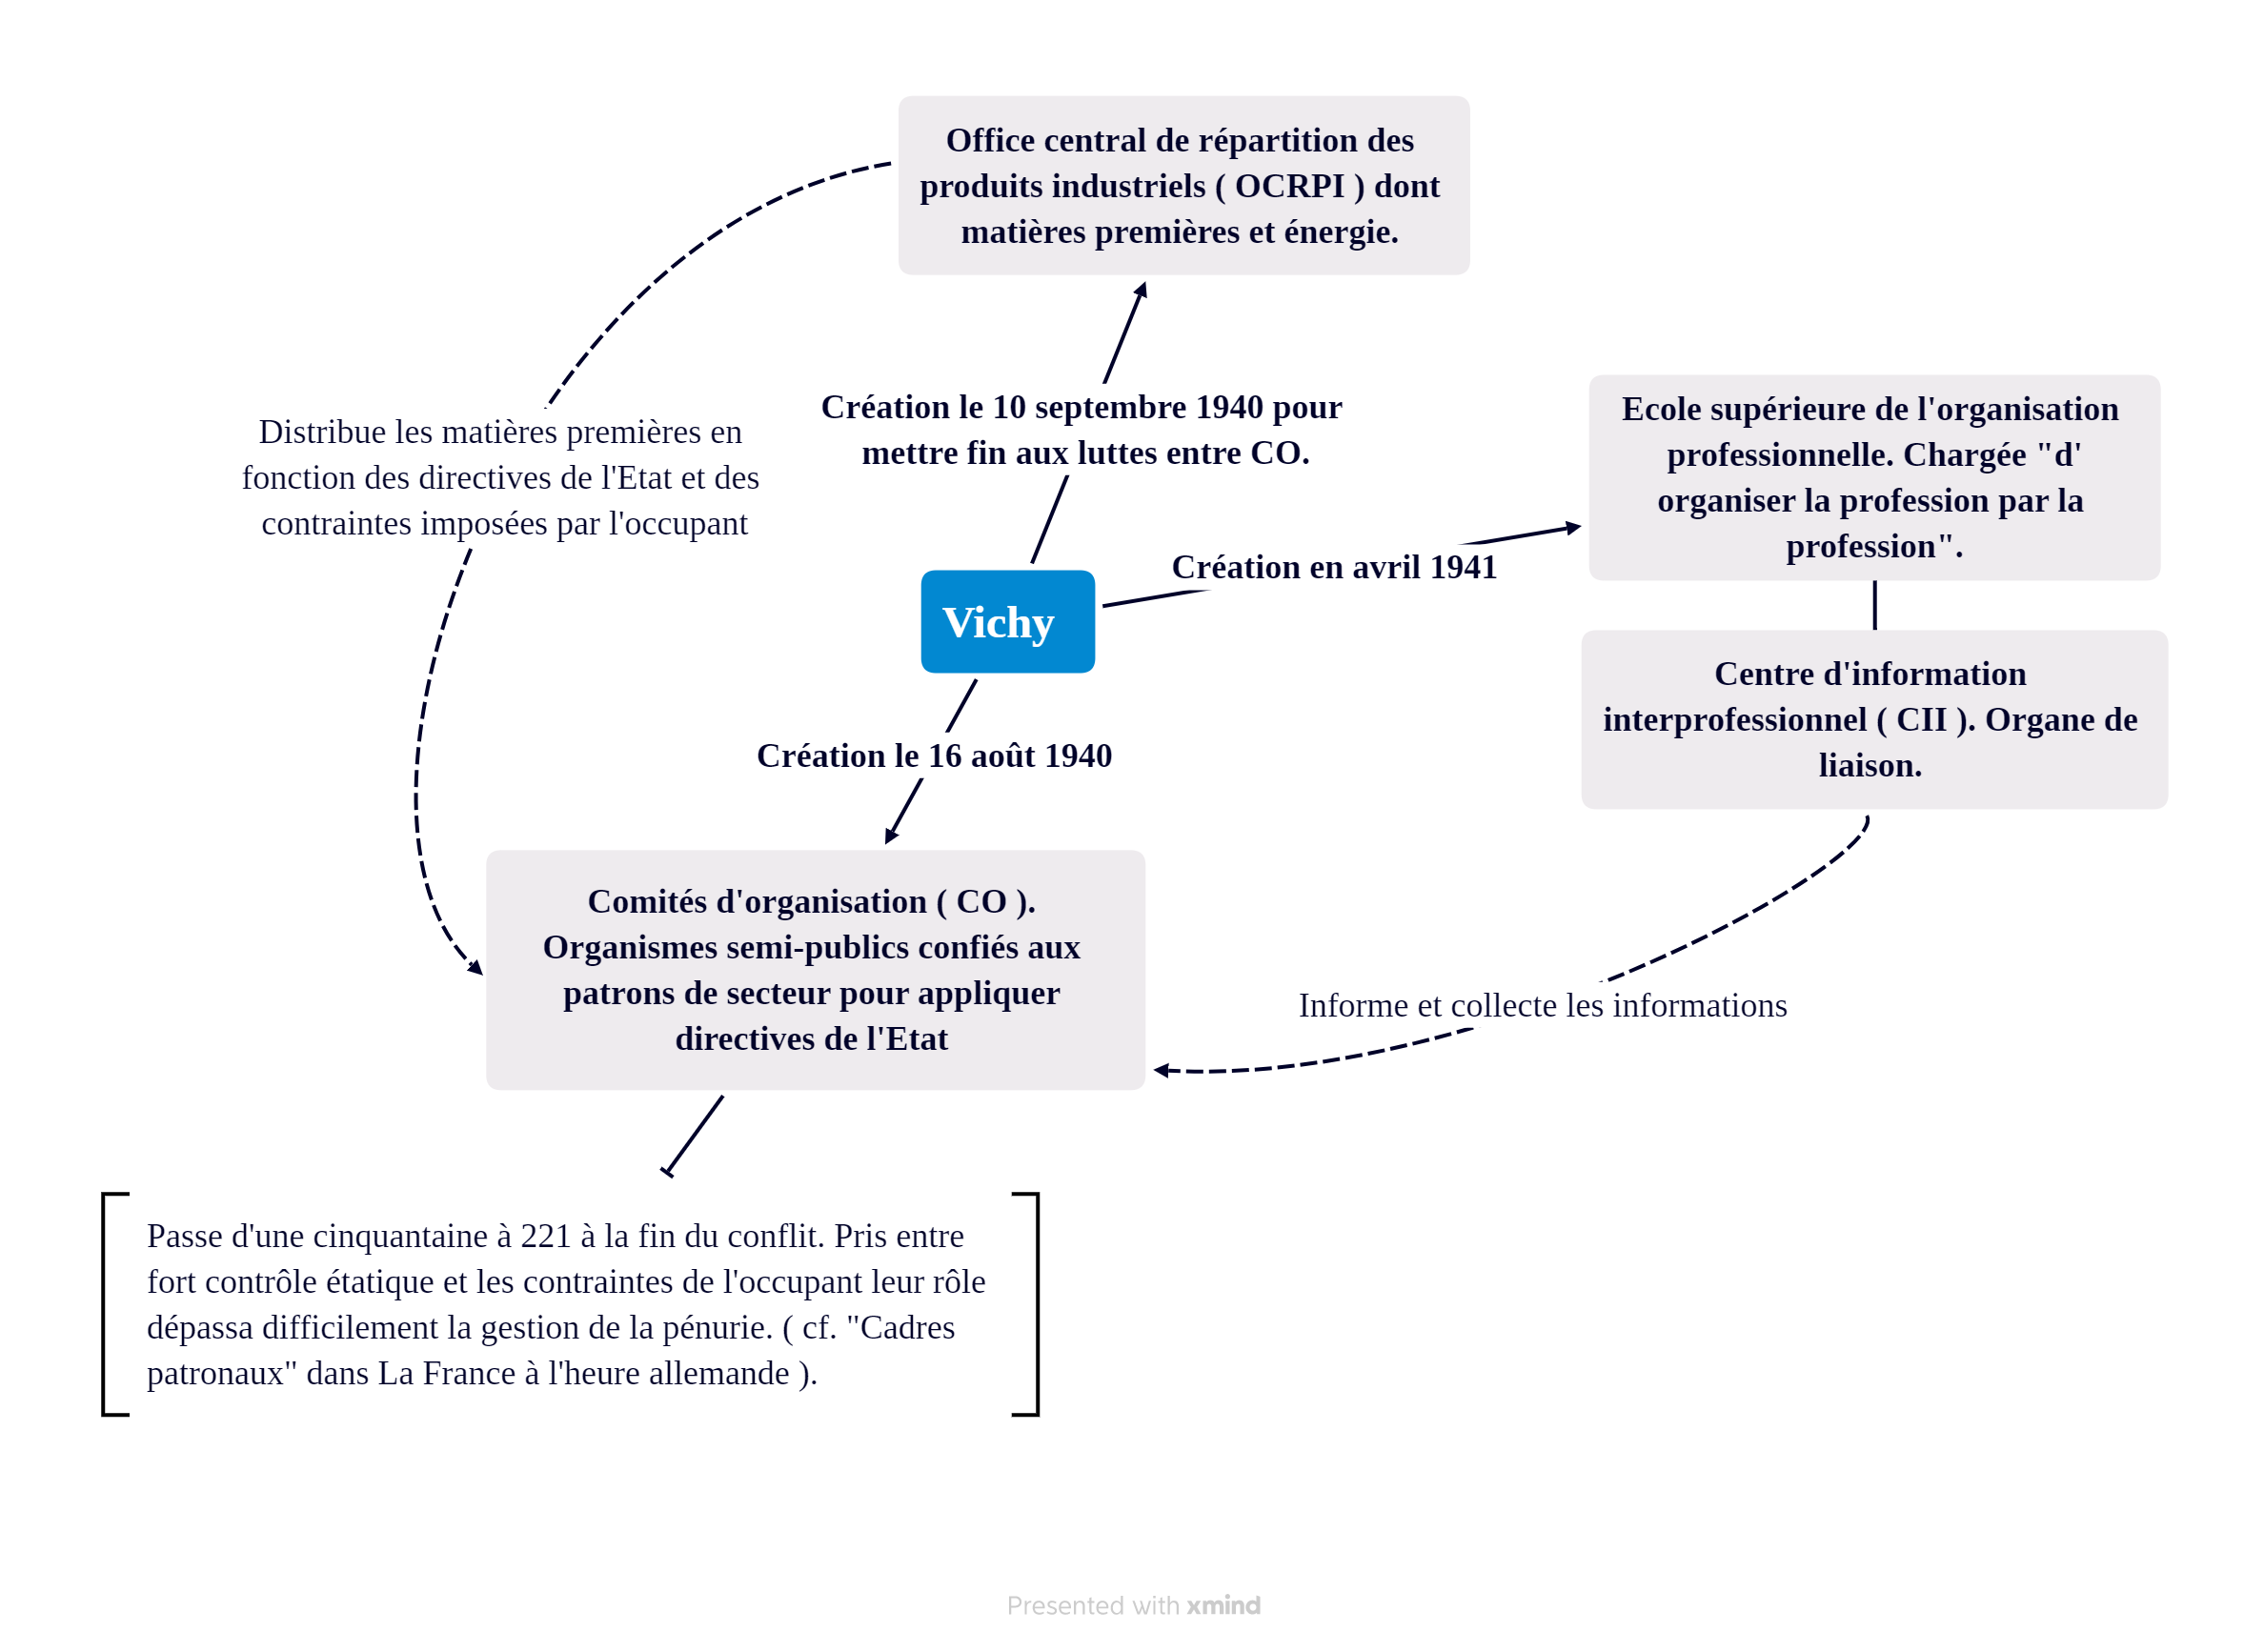 Office central de répartition des
produits industriels ( OCRPI ) dont
matières premières et énergie.
Distribue les matières premières en
fonction des directives de l'Etat et des
contraintes imposées par l'occupant
Création le 10 septembre 1940 pour
mettre fin aux luttes entre CO.
Ecole supérieure de l'organisation
professionnelle. Chargée "d'
organiser la profession par la
profession".
Création en avril 1941
Vichy
Centre d'information
interprofessionnel ( CII ). Organe de
liaison.
Création le 16 août 1940
Comités d'organisation ( CO ).
Organismes semi-publics confiés aux
patrons de secteur pour appliquer
directives de l'Etat
Informe et collecte les informations
Passe d'une cinquantaine à 221 à la fin du conflit. Pris entre
fort contrôle étatique et les contraintes de l'occupant leur rôle
dépassa difficilement la gestion de la pénurie. ( cf. "Cadres
patronaux" dans La France à l'heure allemande ).
Presented with xmind